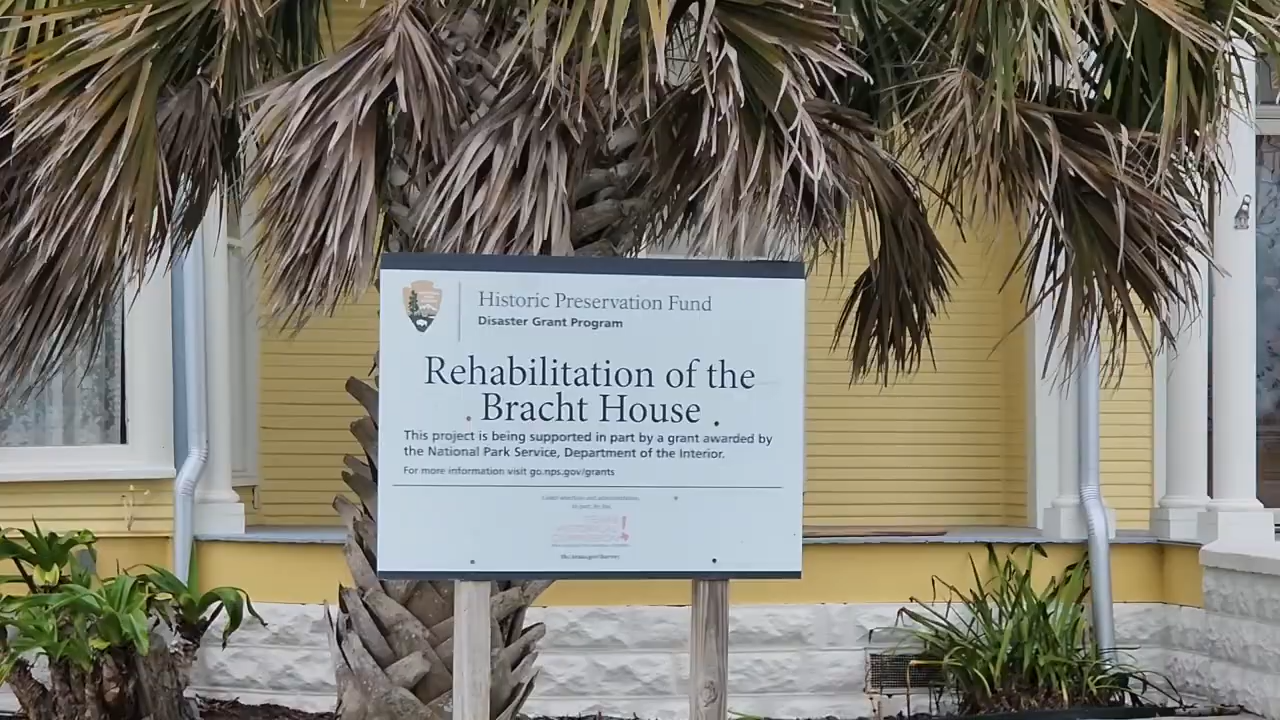 Historic Preservation Fund
Disaster Grant Program
Rehabilitation of the
Bracht House
This project is being supported in part by a grant awarded by
the National Park Service, Department of the Interior.
For more information visit go.nps.gov/grants